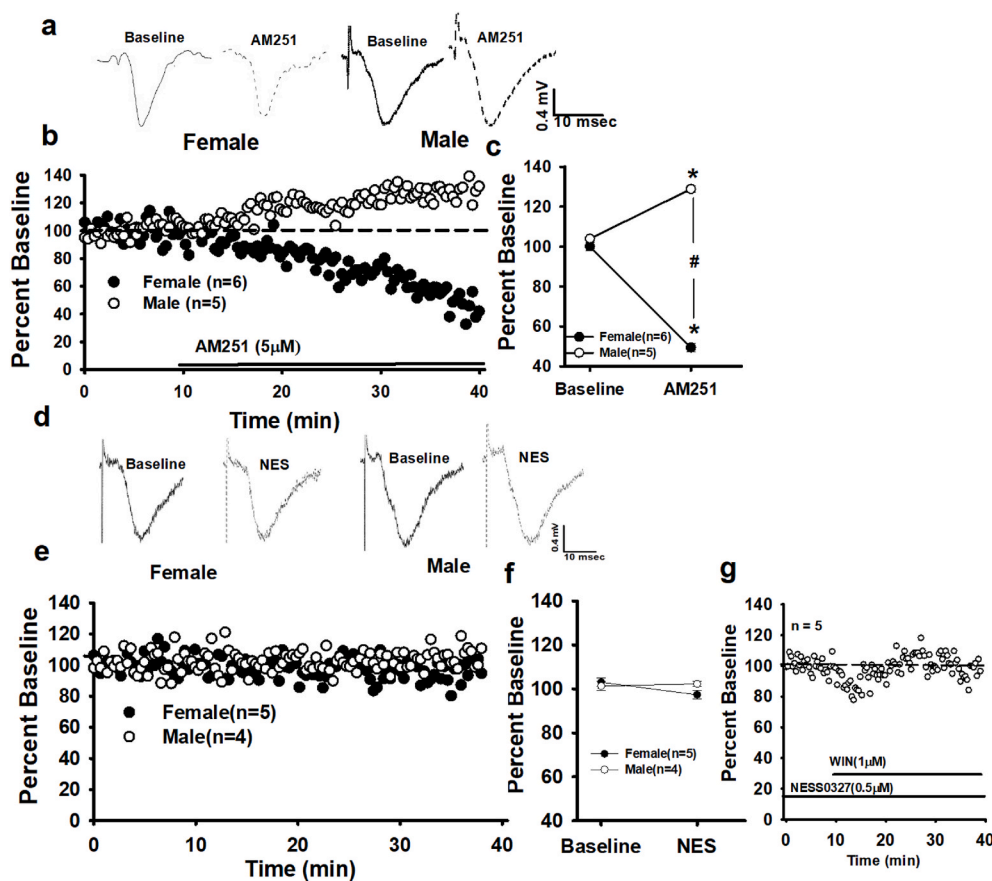 a
Baseline
AM251
Baseline
AM251
0.4 mV
10 msec
Female
Male
b
Percent Baseline
140
120
100
80
60
40
20
0
Female (n=6)
Male (n=5)
AM251 (5µM)
0
10
20
30
40
Time (min)
c
Percent Baseline
140
120
100
80
60
40
*
#
*
Female(n=6)
Male(n=5)
Baseline
AM251
d
Baseline
NES
Baseline
NES
0.4 mV
10 msec
Female
Male
e
Percent Baseline
140
120
100
80
60
40
20
0
Female(n=5)
Male(n=4)
0
10
20
30
40
Time (min)
f
Percent Baseline
140
120
100
80
60
40
Female(n=5)
Male(n=4)
Baseline
NES
g
Percent Baseline
140
120
100
80
60
40
20
0
n = 5
WIN(1µM)
NESS0327(0.5µM)
0
10
20
30
40
Time (min)